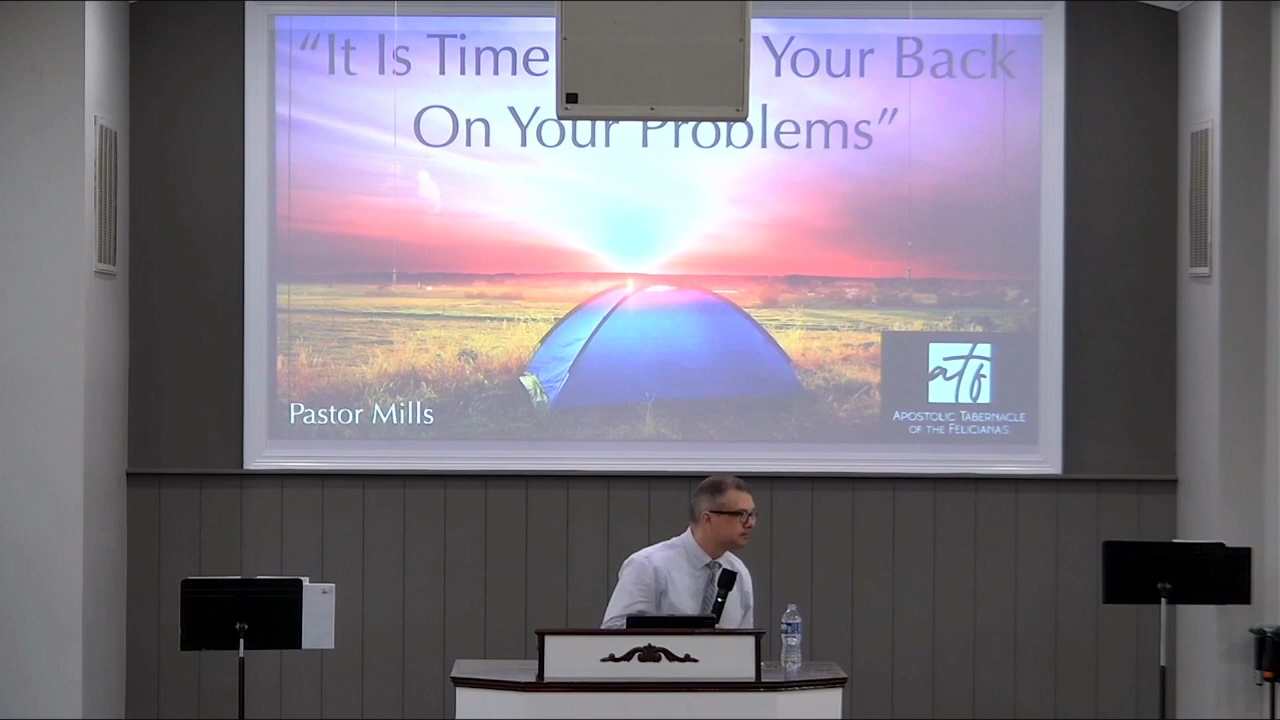 “It Is Time Your Back
On Your Problems”
Pastor Mills
atf
APOSTOLIC TABERNACLE
OF THE FELICIANAS